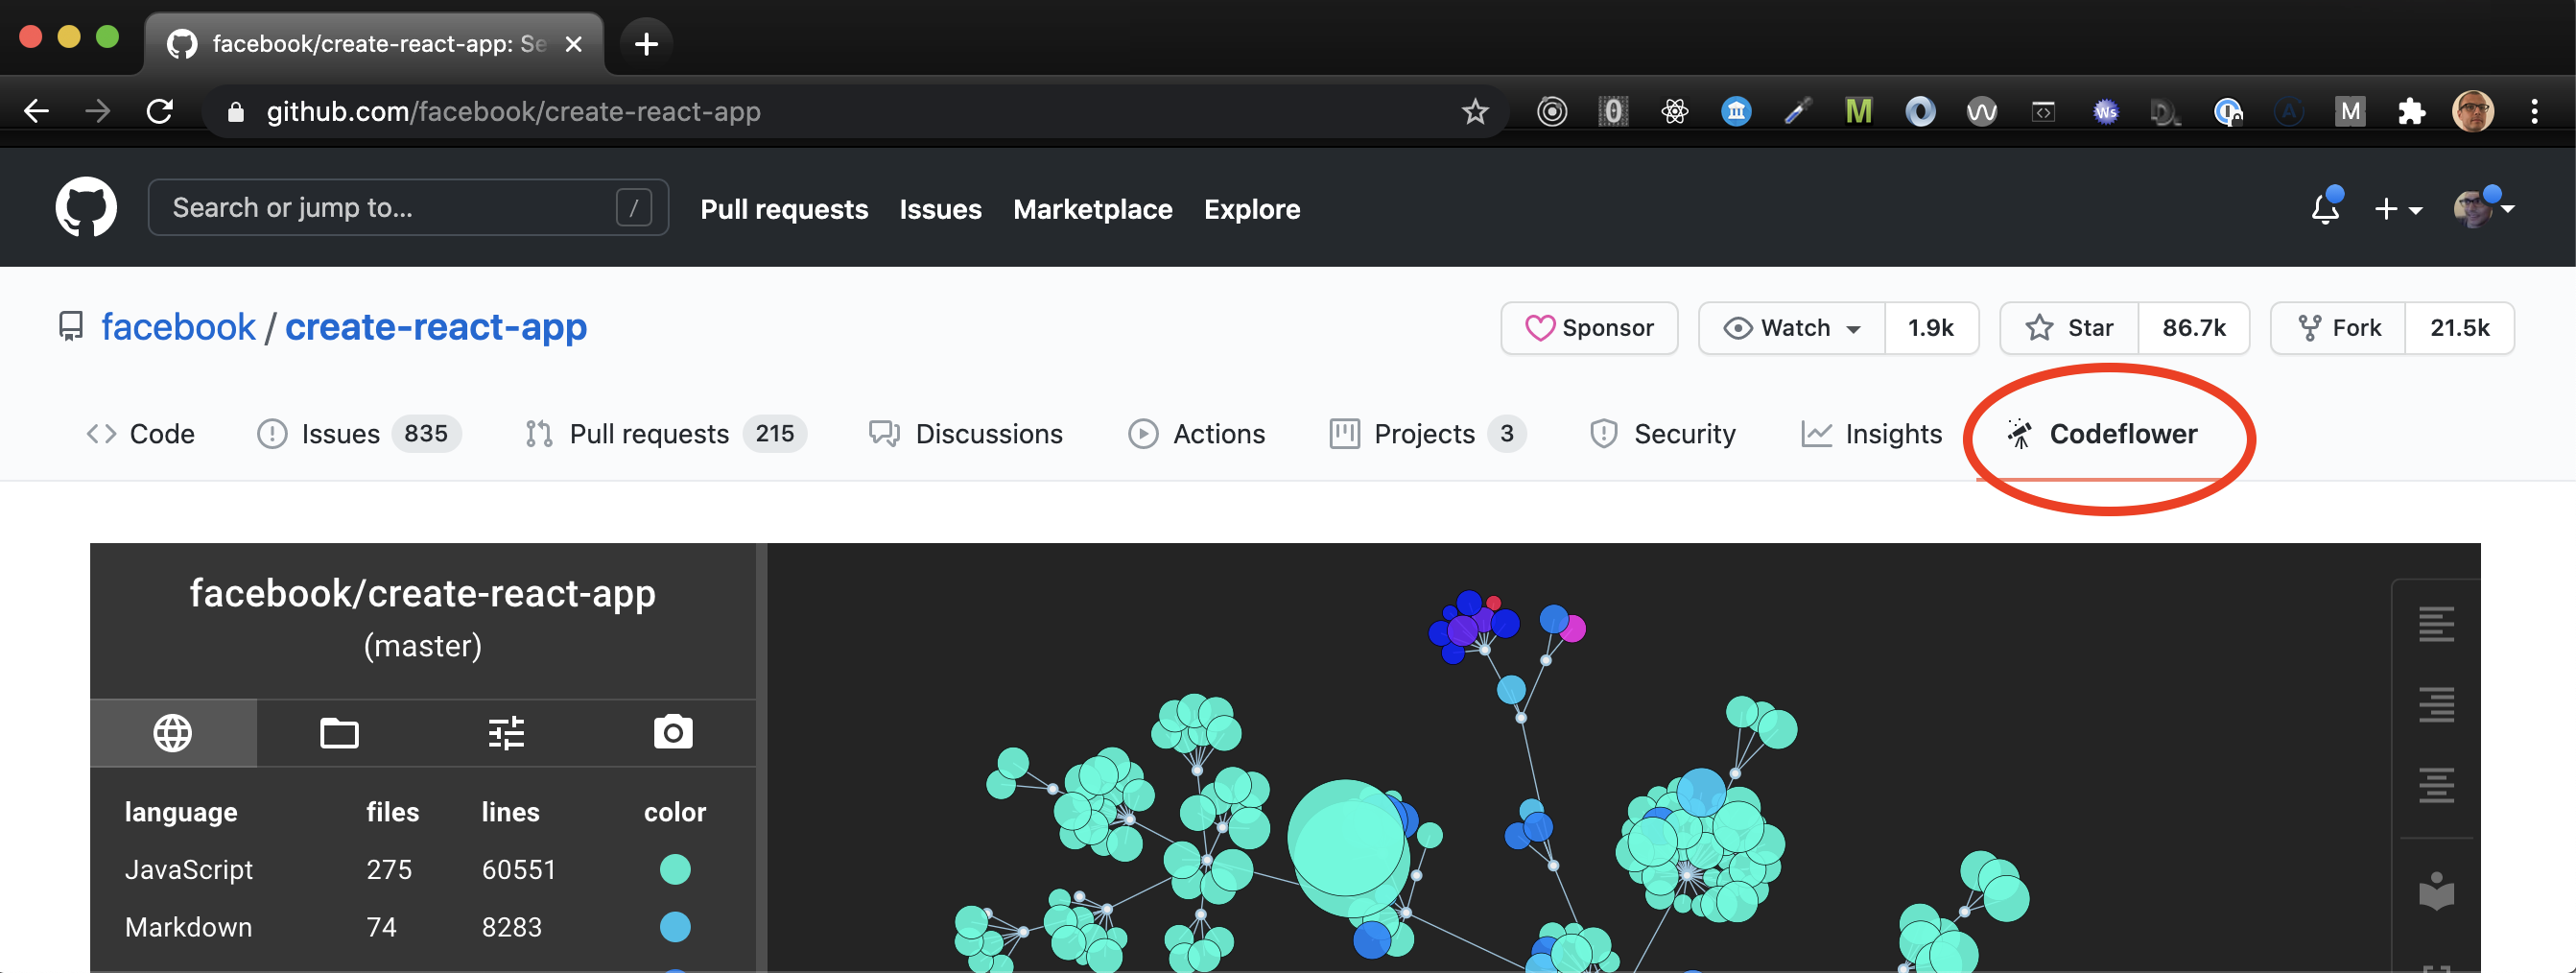 facebook/create-react-app: Se
github.com/facebook/create-react-app
M
Ws
A
M
Search or jump to...
/
Pull requests
Issues
Marketplace
Explore
facebook / create-react-app
Sponsor
Watch
1.9k
Star
86.7k
Fork
21.5k
Code
Issues 835
Pull requests 215
Discussions
Actions
Projects 3
Security
Insights
Codeflower
facebook/create-react-app
(master)
language files lines color
JavaScript 275 60551
Markdown 74 8283